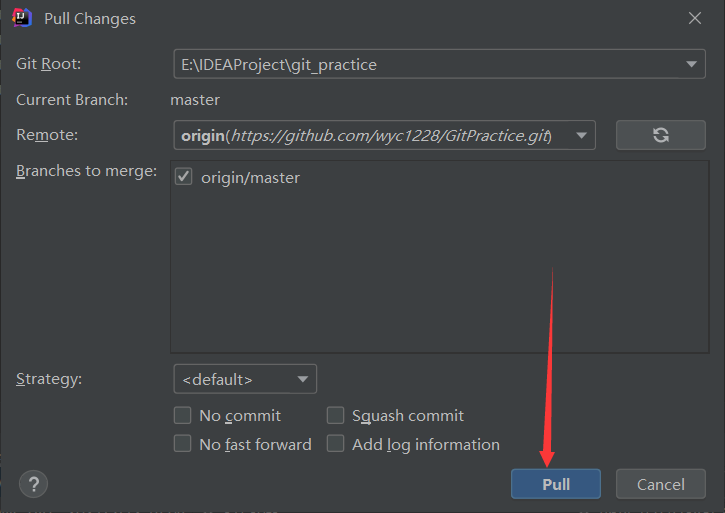 Pull Changes
Git Root: E:\IDEAProject\git_practice
Current Branch: master
Remote: origin(https://github.com/wyc1228/GitPractice.git)
Branches to merge: origin/master
Strategy: <default>
No commit Squash commit
No fast forward Add log information
? Pull Cancel